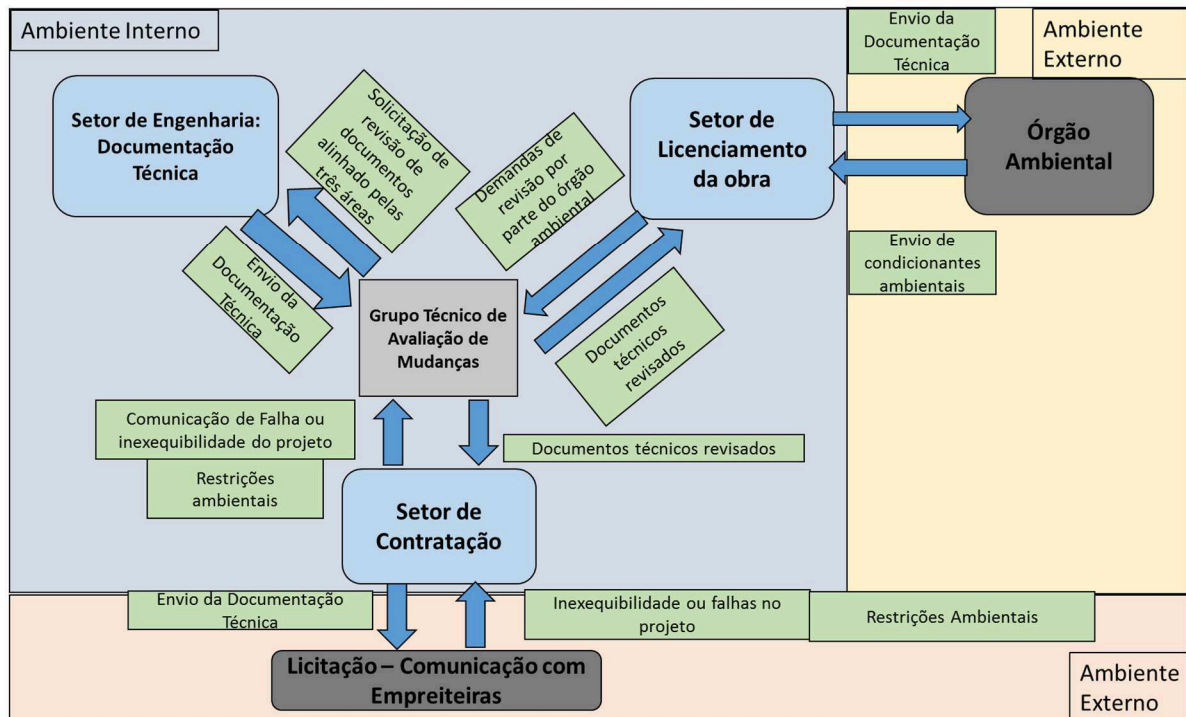 Ambiente Interno
Envio da
Documentação
Técnica
Ambiente
Externo
Setor de Engenharia:
Documentação
Técnica
Solicitação de
revisão de
documentos
alinhado pelas
três áreas
Demandas de
revisão por
parte do órgão
ambiental
Setor de
Licenciamento
da obra
Órgão
Ambiental
Envio da
Documentação
Técnica
Grupo Técnico de
Avaliação de
Mudanças
Documentos
técnicos
revisados
Envio de
condicionantes
ambientais
Comunicação de Falha ou
inexequibilidade do projeto
Restrições
ambientais
Documentos técnicos revisados
Setor de
Contratação
Envio da Documentação
Técnica
Inexequibilidade ou falhas no
projeto
Restrições Ambientais
Licitação – Comunicação com
Empreiteiras
Ambiente
Externo